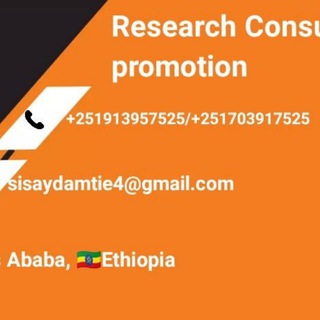 Research Consu
promotion
+251913957525/+251703917525
sisaydamtie4@gmail.com
Ababa, 🇪🇹Ethiopia